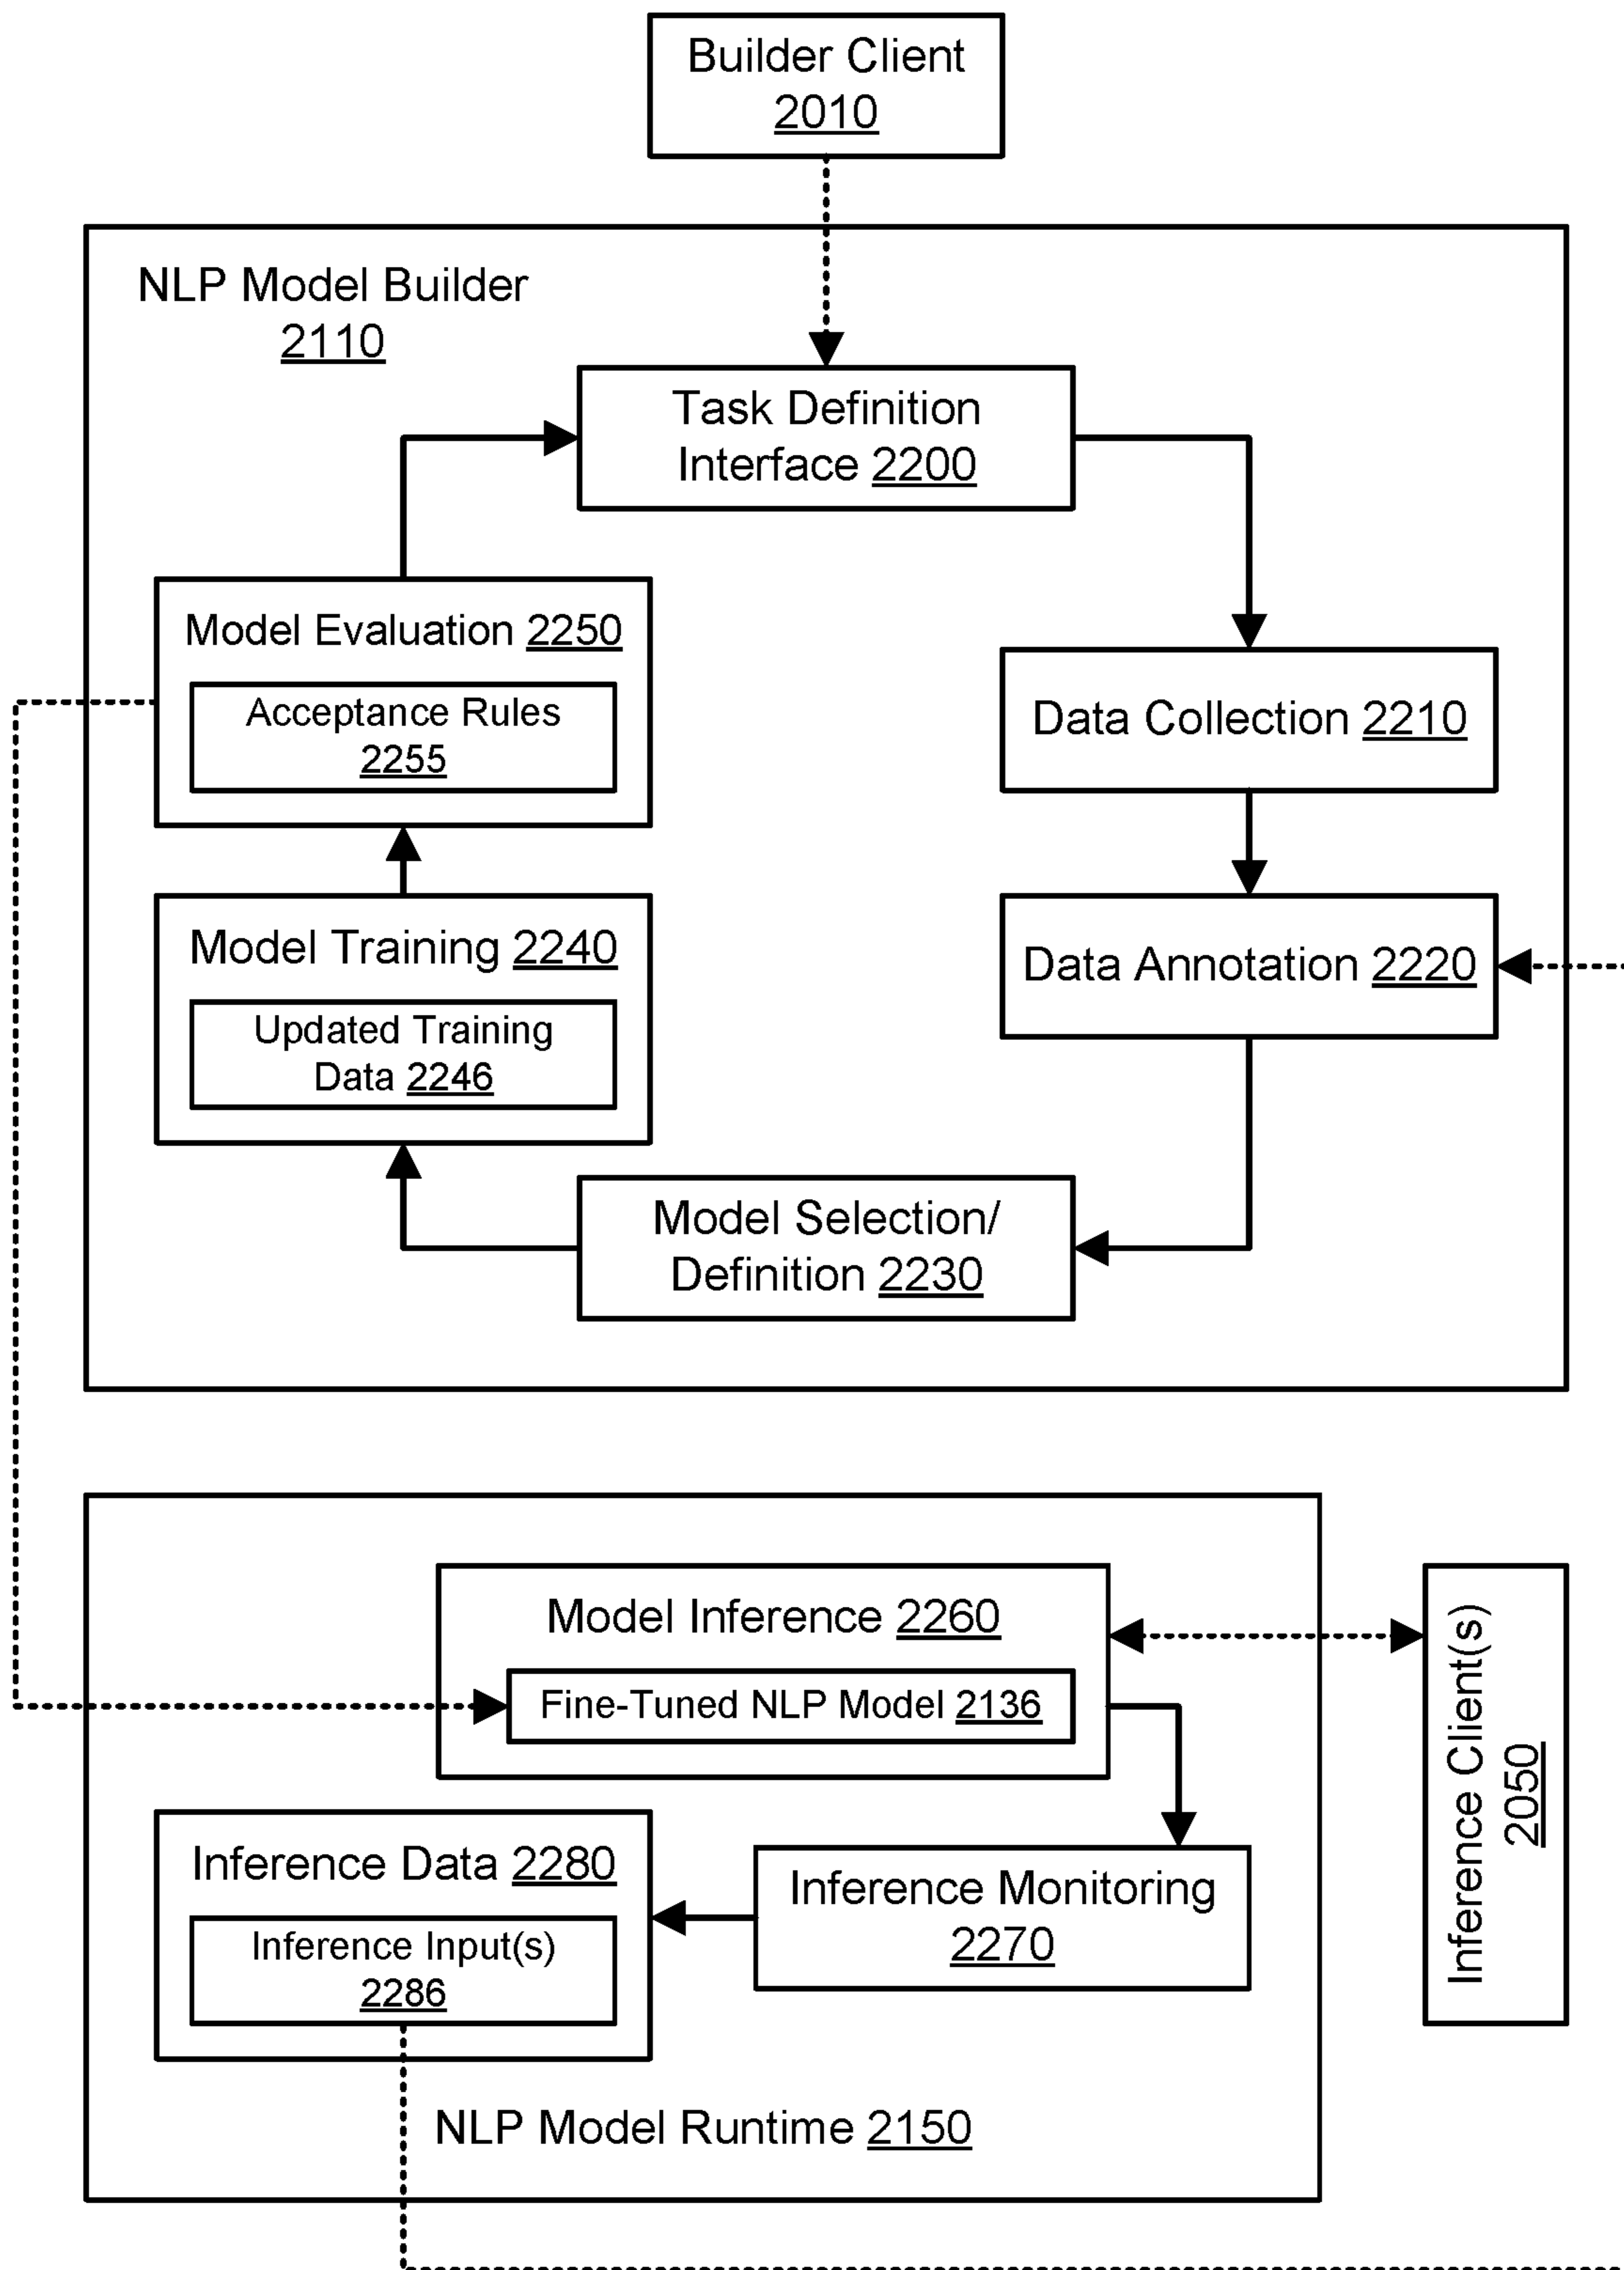 Builder Client
2010
NLP Model Builder
2110
Task Definition
Interface 2200
Model Evaluation 2250
Acceptance Rules
2255
Data Collection 2210
Model Training 2240
Updated Training
Data 2246
Data Annotation 2220
Model Selection/
Definition 2230
Model Inference 2260
Fine-Tuned NLP Model 2136
Inference Client(s)
2050
Inference Data 2280
Inference Input(s)
2286
Inference Monitoring
2270
NLP Model Runtime 2150